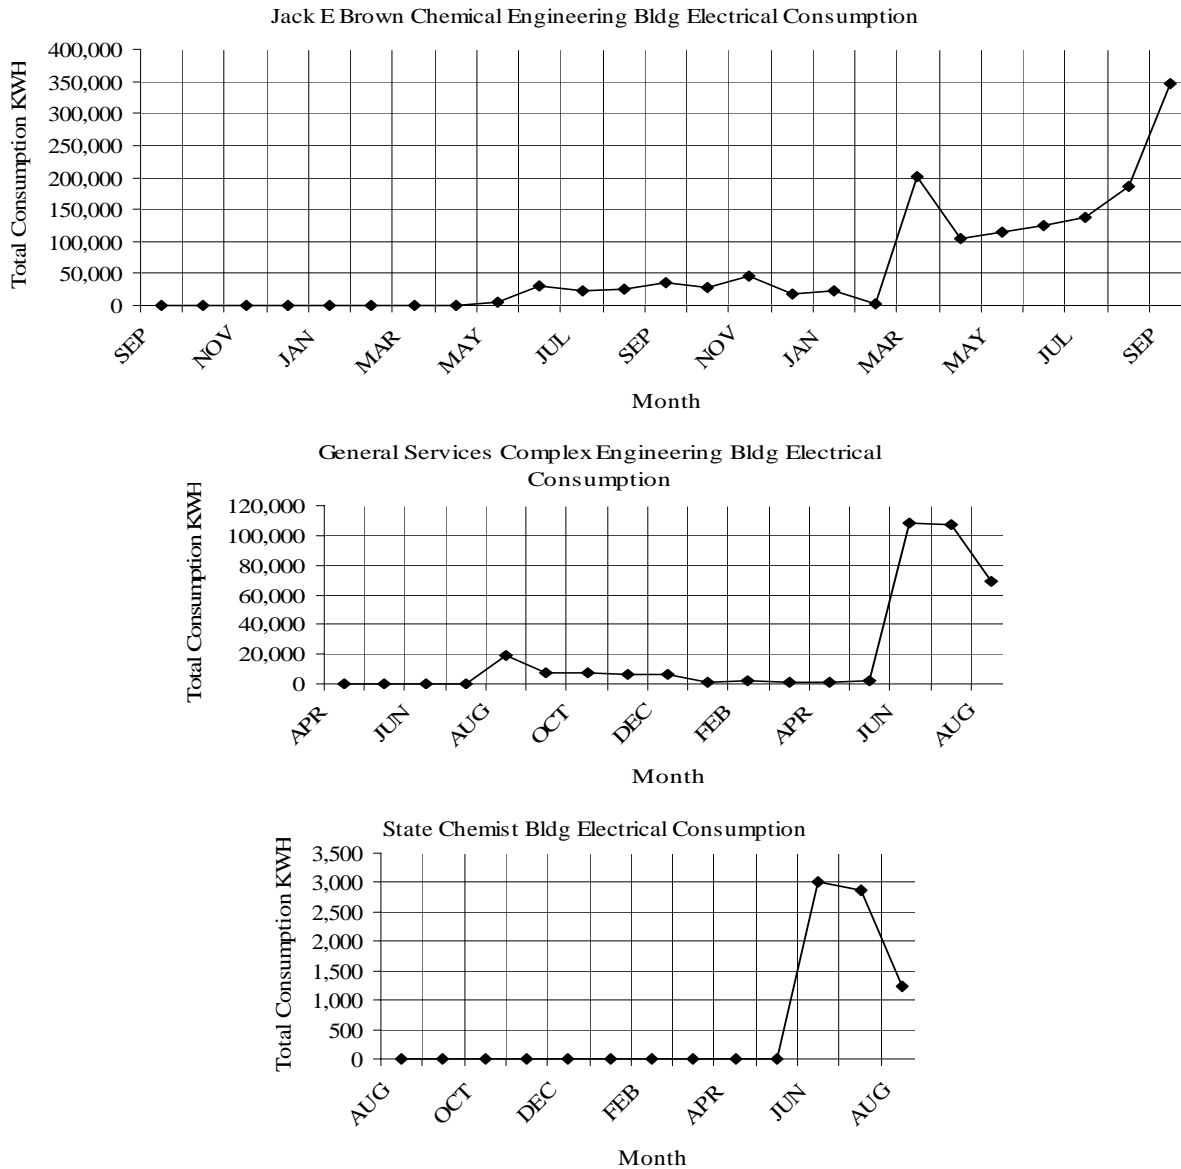 Jack E Brown Chemical Engineering Bldg Electrical Consumption
Total Consumption KWH
400,000
350,000
300,000
250,000
200,000
150,000
100,000
50,000
0
SEP NOV JAN MAR MAY JUL SEP NOV JAN MAR MAY JUL SEP
Month
General Services Complex Engineering Bldg Electrical
Consumption
Total Consumption KWH
120,000
100,000
80,000
60,000
40,000
20,000
0
APR JUN AUG OCT DEC FEB APR JUN AUG
Month
State Chemist Bldg Electrical Consumption
Total Consumption KWH
3,500
3,000
2,500
2,000
1,500
1,000
500
0
AUG OCT DEC FEB APR JUN AUG
Month